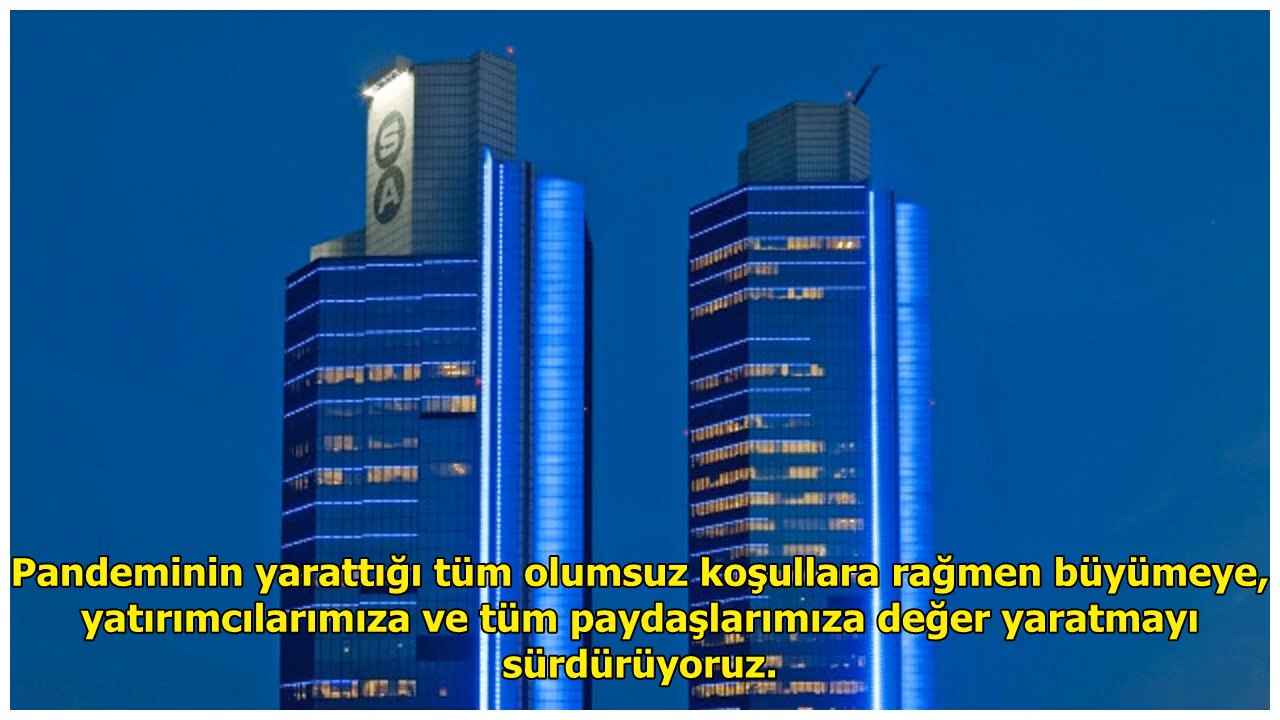 S
A
Pandeminin yarattığı tüm olumsuz koşullara rağmen büyümeye,
yatırımcılarımıza ve tüm paydaşlarımıza değer yaratmayı
sürdürüyoruz.